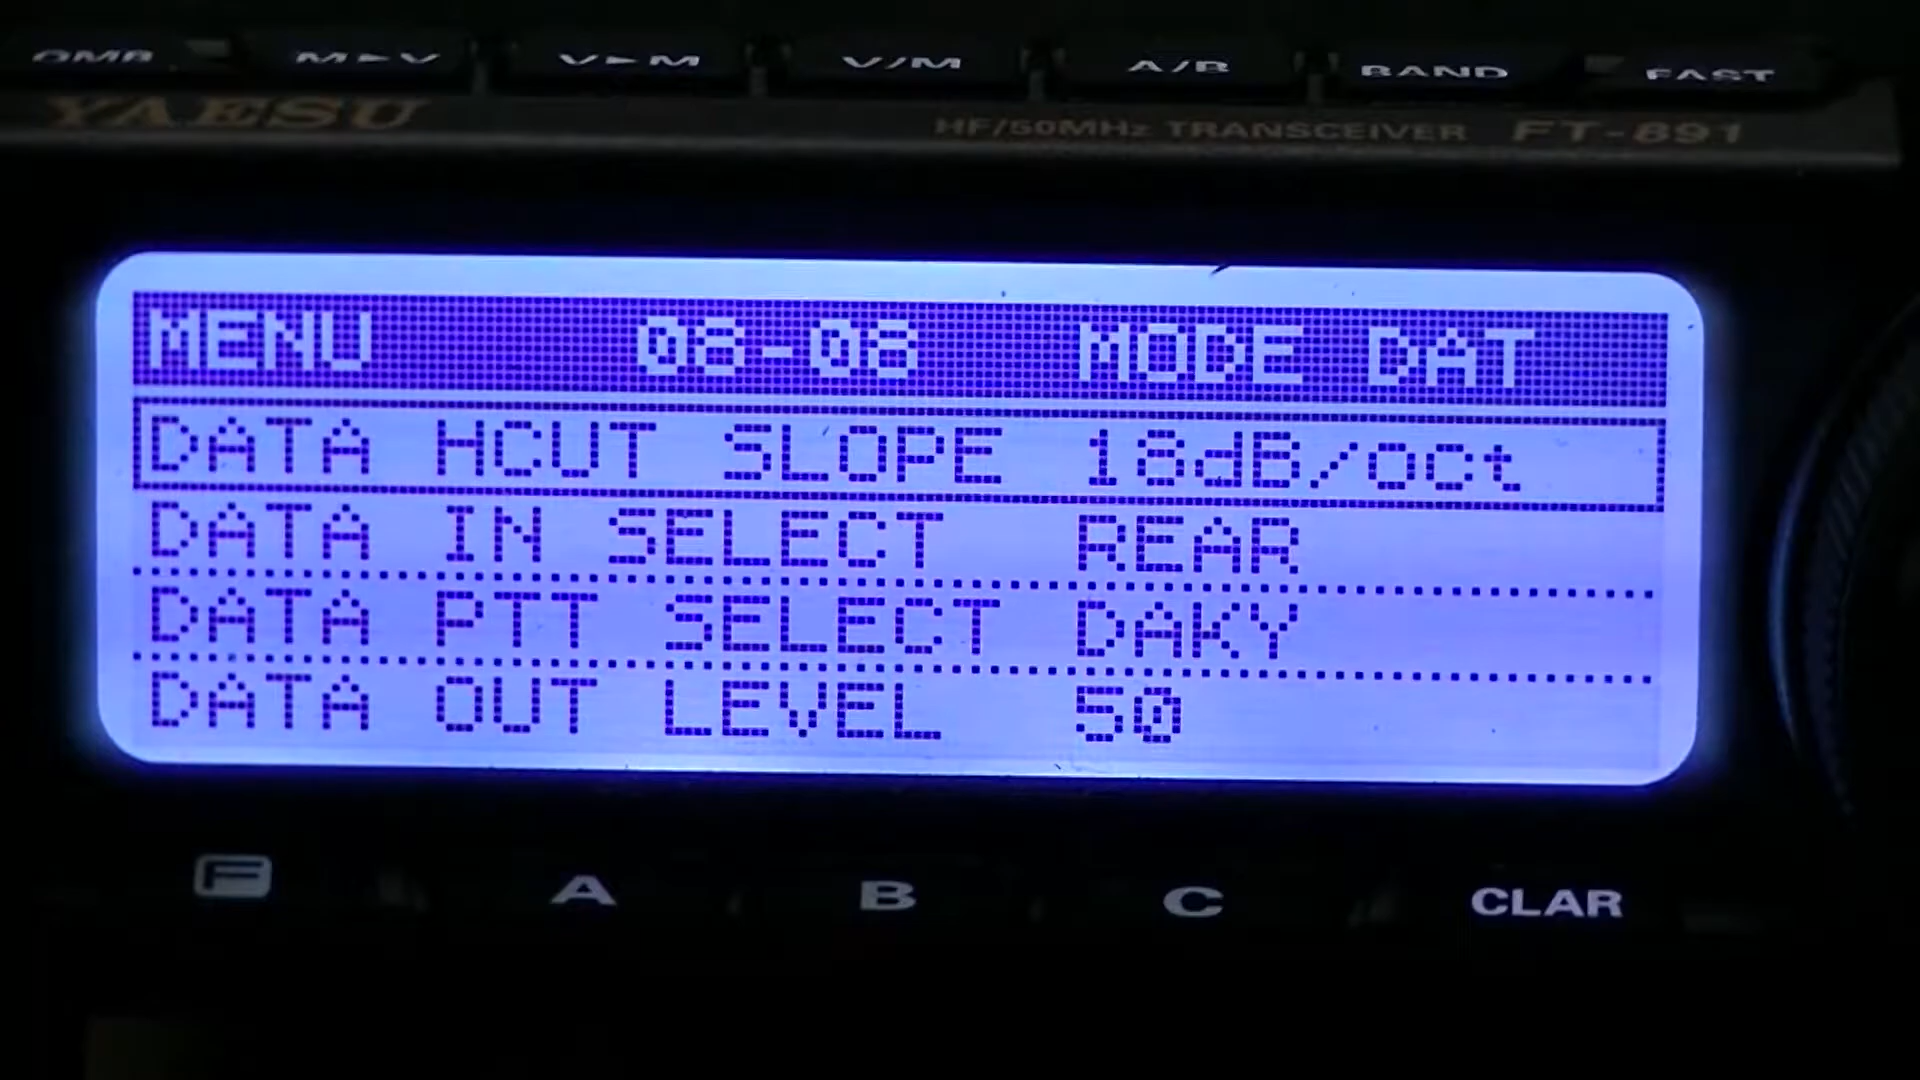 QMB M►V V►M V/M A/B BAND FAST
YAESU HF/50MHz TRANSCEIVER FT-891
MENU 08-08 MODE DAT
DATA HCUT SLOPE 18dB/oct
DATA IN SELECT REAR
DATA PTT SELECT DAKY
DATA OUT LEVEL 50
F A B C CLAR